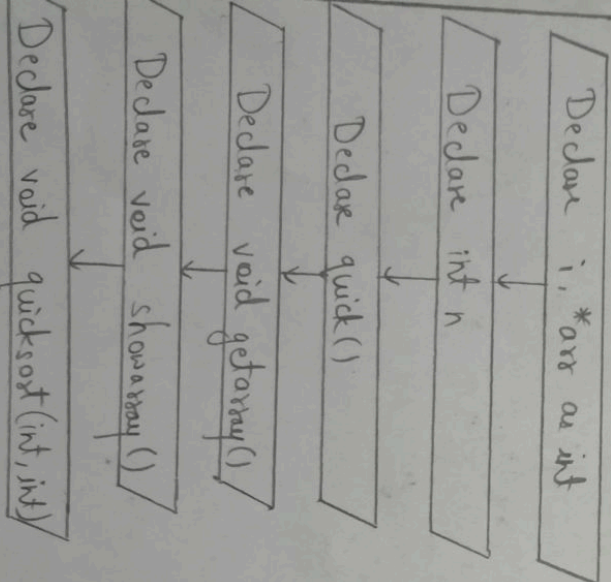 Declare i, *arr as int
Declare int n
Declare quick()
Declare void getarray()
Declare void showarray()
Declare void quicksort(int, int)